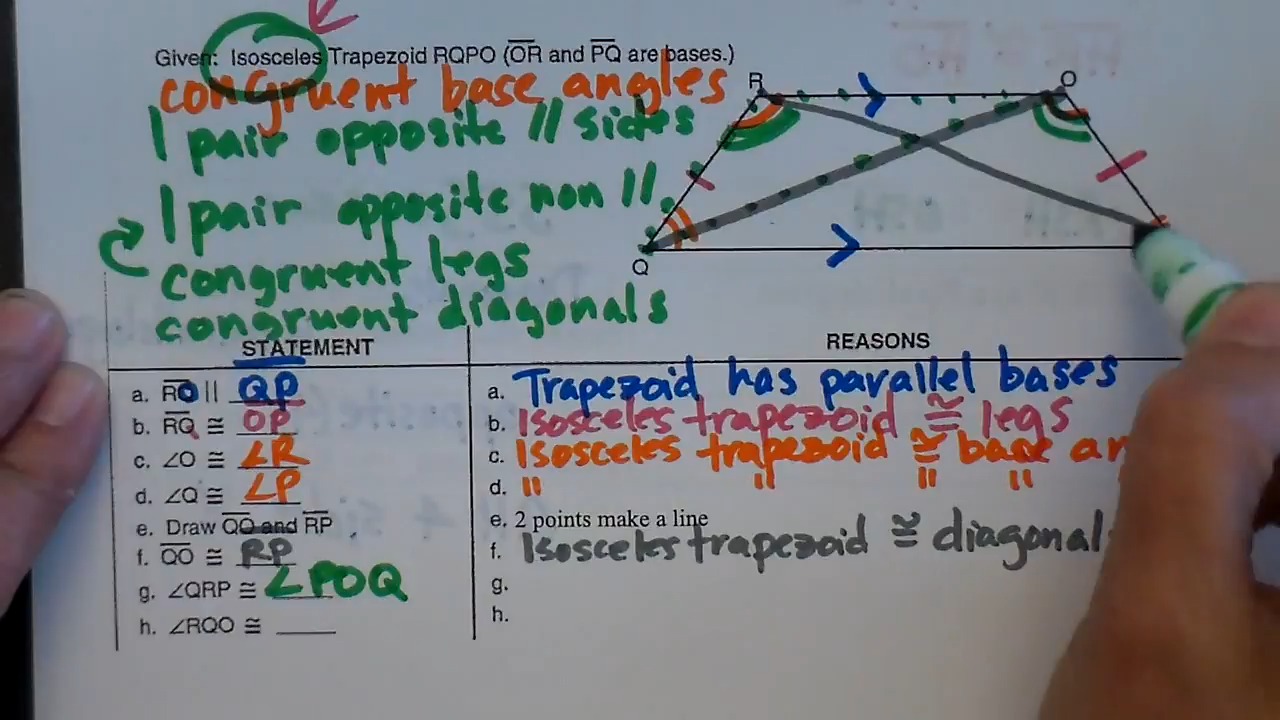 Given: Isosceles Trapezoid RQPO (OR and PQ are bases.)
congruent base angles
1 pair opposite // sides
1 pair opposite non //.
congruent legs
congruent diagonals
R
O
Q
STATEMENT
REASONS
a. RO || QP
a. Trapezoid has parallel bases
b. RQ ≅ OP
b. Isosceles trapezoid ≅ legs
c. ∠O ≅ ∠R
c. Isosceles trapezoid ≅ base
d. ∠Q ≅ ∠P
d. " " " "
e. Draw QO and RP
e. 2 points make a line
f. QO ≅ RP
f. Isosceles trapezoid ≅ diagonal
g. ∠QRP ≅ ∠POQ
g.
h. ∠RQO ≅ ____
h.